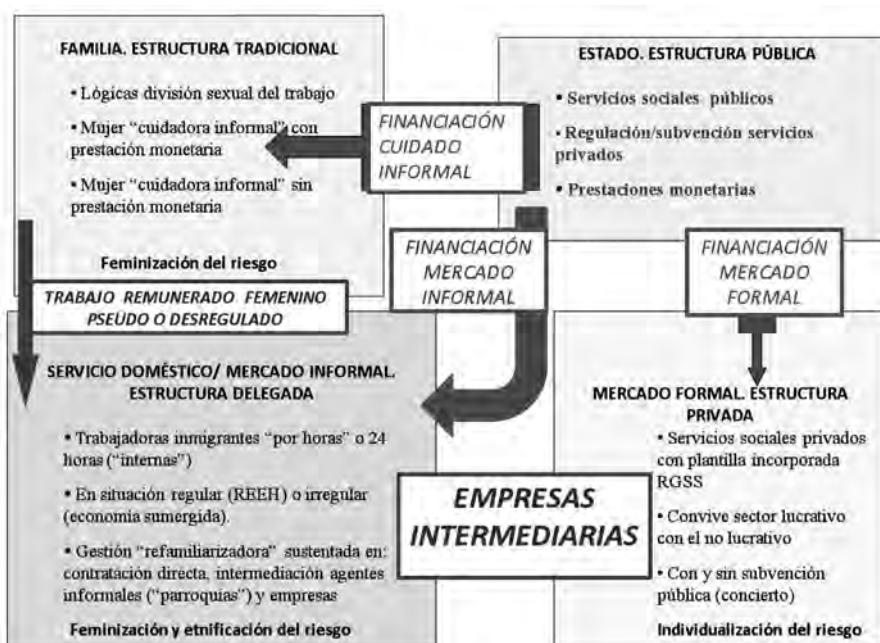 FAMILIA. ESTRUCTURA TRADICIONAL
• Lógicas división sexual del trabajo
• Mujer “cuidadora informal” con
prestación monetaria
• Mujer “cuidadora informal” sin
prestación monetaria
Feminización del riesgo
FINANCIACIÓN
CUIDADO
INFORMAL
ESTADO. ESTRUCTURA PÚBLICA
• Servicios sociales públicos
• Regulación/subvención servicios
privados
• Prestaciones monetarias
FINANCIACIÓN
MERCADO
INFORMAL
FINANCIACIÓN
MERCADO
FORMAL
TRABAJO REMUNERADO FEMENINO
PSEUDO O DESREGULADO
SERVICIO DOMÉSTICO/ MERCADO INFORMAL.
ESTRUCTURA DELEGADA
• Trabajadoras inmigrantes “por horas” o 24
horas (“internas”)
• En situación regular (REEH) o irregular
(economía sumergida).
• Gestión “refamiliarizadora” sustentada en:
contratación directa, intermediación agentes
informales (“parroquias”) y empresas
Feminización y etnificación del riesgo
EMPRESAS
INTERMEDIARIAS
MERCADO FORMAL. ESTRUCTURA
PRIVADA
• Servicios sociales privados
con plantilla incorporada
RGSS
• Convive sector lucrativo
con el no lucrativo
• Con y sin subvención
pública (concierto)
Individualización del riesgo